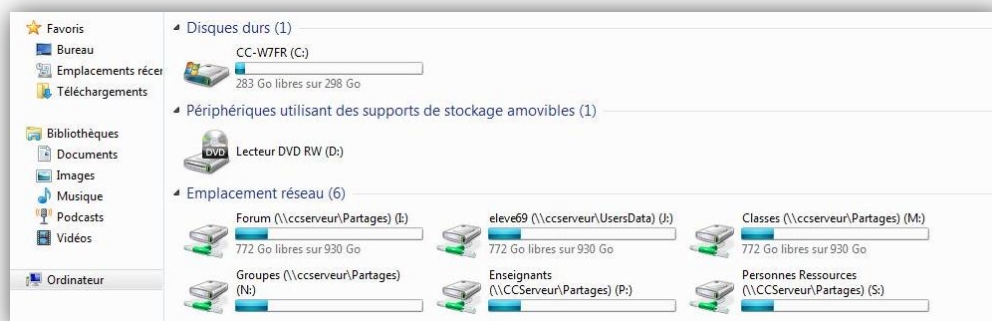 Favoris
Bureau
Emplacements récer
Téléchargements
Bibliothèques
Documents
Images
Musique
Podcasts
Vidéos
Ordinateur
Disques durs (1)
CC-W7FR (C:)
283 Go libres sur 298 Go
Périphériques utilisant des supports de stockage amovibles (1)
DVD
Lecteur DVD RW (D:)
Emplacement réseau (6)
Forum (\\ccserveur\Partages) (I:)
772 Go libres sur 930 Go
eleve69 (\\ccserveur\UsersData) (J:)
772 Go libres sur 930 Go
Classes (\\ccserveur\Partages) (M:)
772 Go libres sur 930 Go
Groupes (\\ccserveur\Partages)
(N:)
Enseignants
(\\CCServeur\Partages) (P:)
Personnes Ressources
(\\CCServeur\Partages) (S:)